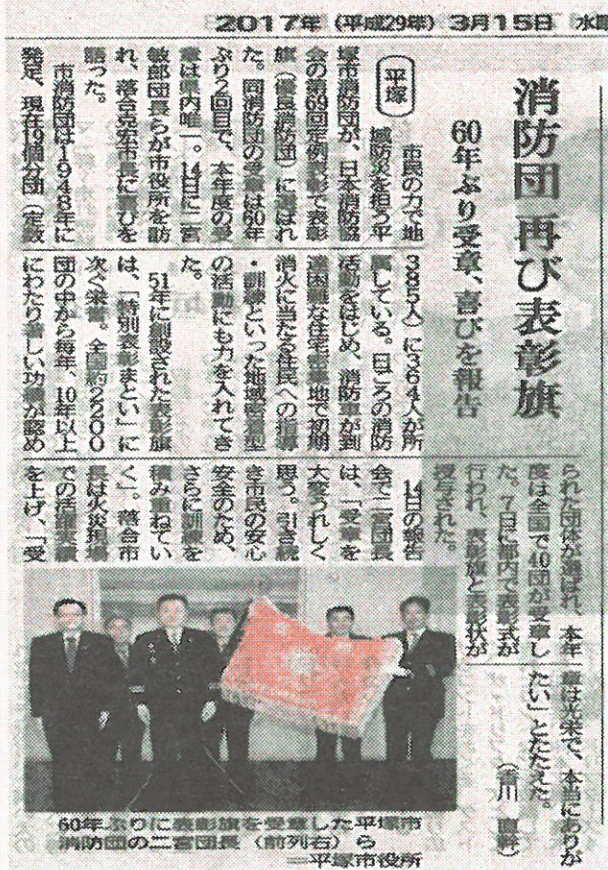 2017年(平成29年)3月15日 水
消防団 再び表彰旗
60年ぶり受章、喜びを報告
平塚
市民の力で地
域防災を担う平
塚市消防団が、日本消防協
会の第69回定例表彰で表彰
旗(優良消防団)に選ばれ
た。同消防団の受章は60年
ぶり2回目で、本年度の受
章は県内唯一。14日に二宮
敏郎団長らが市役所を訪
れ、落合克宏市長に喜びを
語った。
市消防団は1948年に
発足、現在19個分団(定数
385人)に364人が所
属している。日ごろの消防
活動をはじめ、消防車が到
達困難な住宅密集地で初期
消火に当たる住民への指導
・訓練といった地域密着型
の活動にも力を入れてき
た。
51年に創設された表彰旗
は、「特別表彰まとい」に
次ぐ栄誉。全国約2200
団の中から毎年、10年以上
にわたり著しい功績が認め
られた団体が選ばれ、本年
度は全国で40団が受章し
た。7日に都内で表彰式が
行われ、表彰旗と表彰状が
授与された。
14日の報告
会で二宮団長
は、「受章を
大変うれしく
思う。引き続
き市民の安心
安全のため、
さらに訓練を
積み重ねてい
く」。落合市
長は火災現場
での活躍実績
を上げ、「受
章は光栄で、本当にありが
たい」とたたえた。
(香川 直幹)
60年ぶりに表彰旗を受章した平塚市
消防団の二宮団長(前列右)ら
=平塚市役所